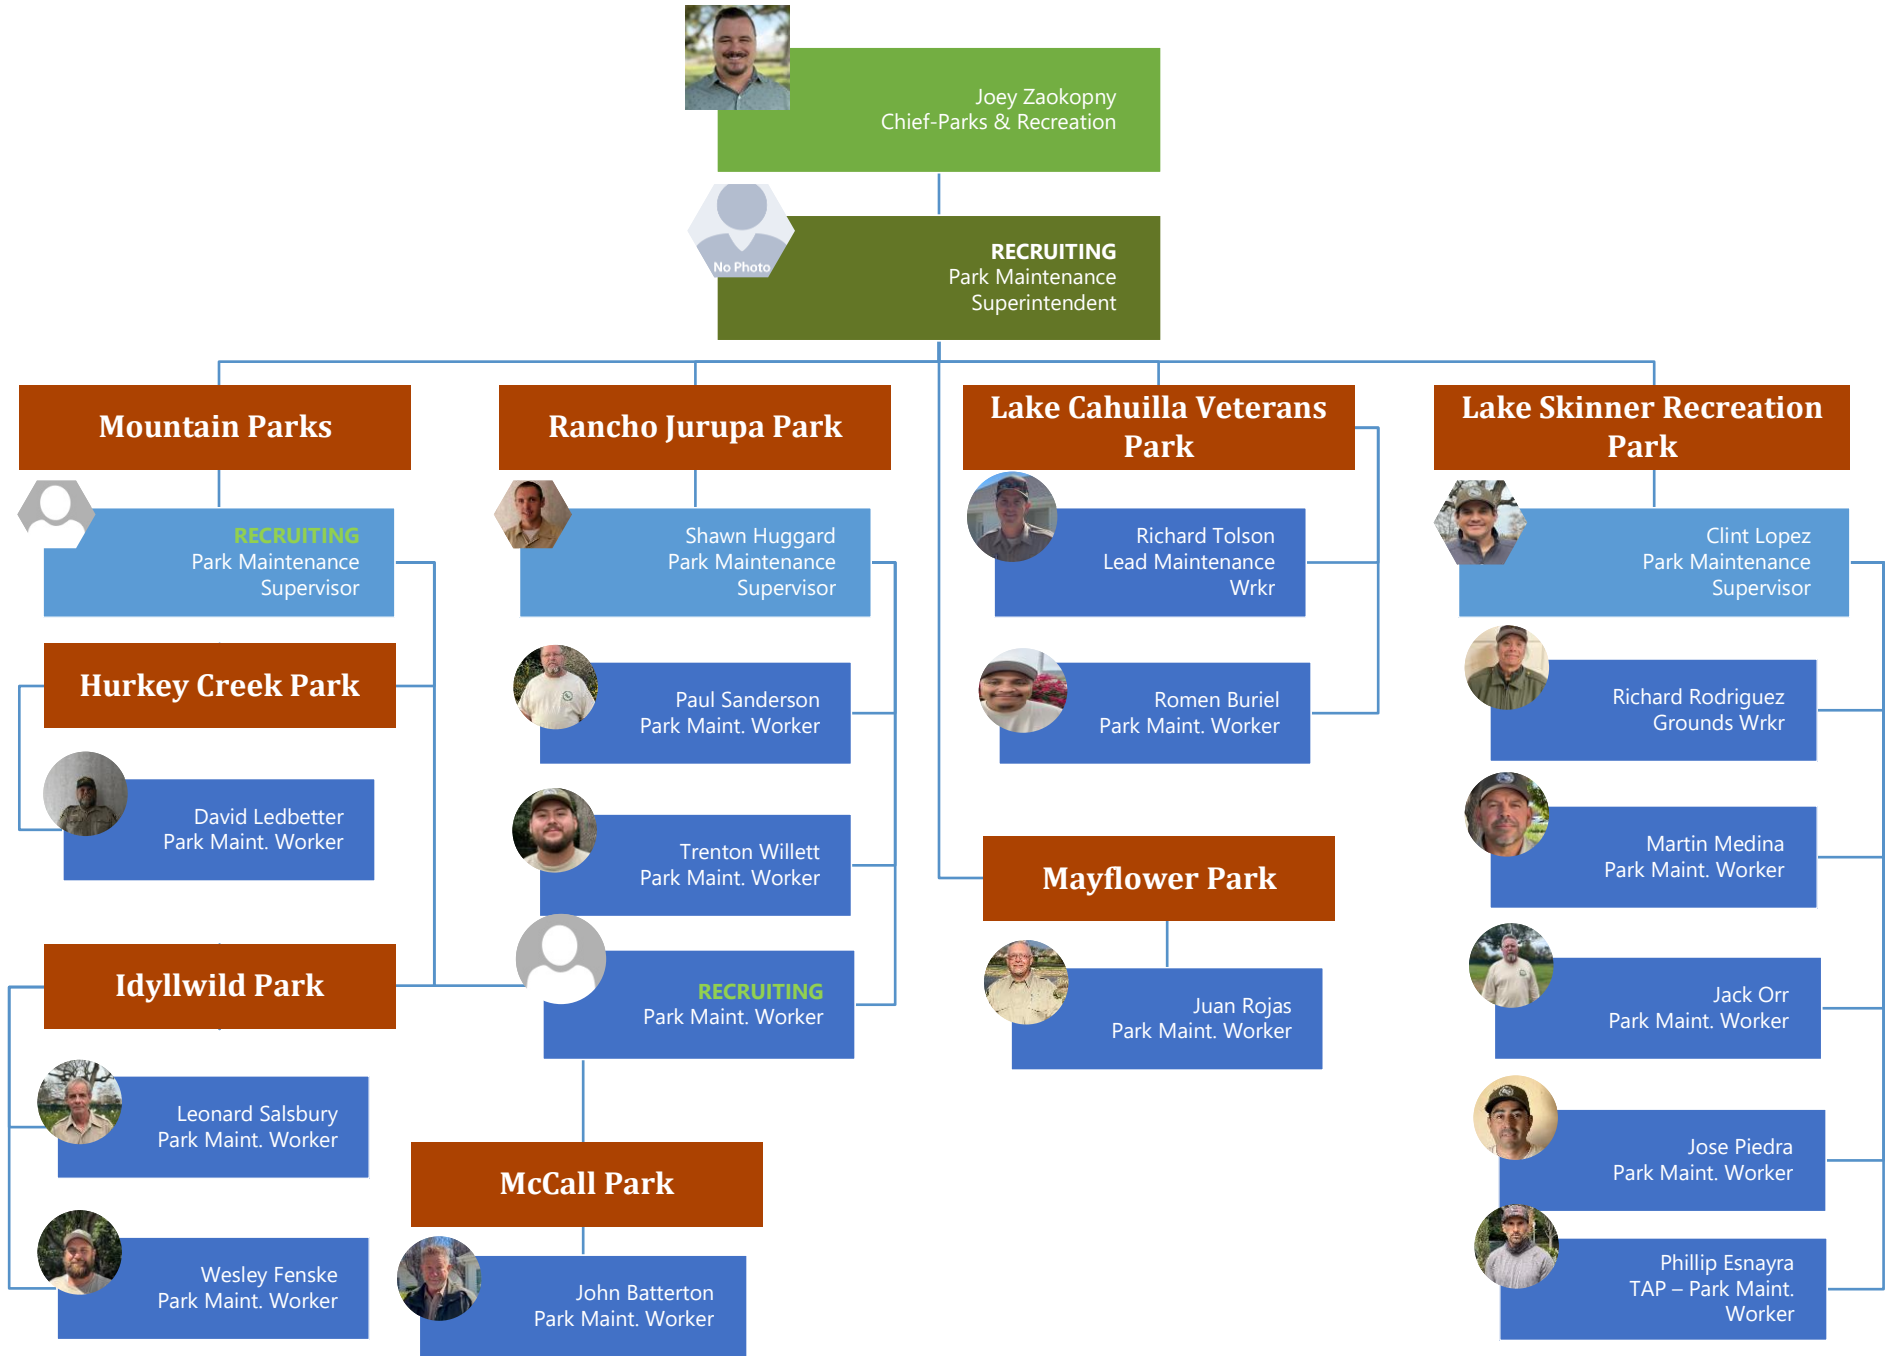 Joey Zaokopny
Chief-Parks & Recreation
No Photo
RECRUITING
Park Maintenance
Superintendent
Mountain Parks
RECRUITING
Park Maintenance
Supervisor
Hurkey Creek Park
David Ledbetter
Park Maint. Worker
Idyllwild Park
Leonard Salsbury
Park Maint. Worker
Wesley Fenske
Park Maint. Worker
Rancho Jurupa Park
Shawn Huggard
Park Maintenance
Supervisor
Paul Sanderson
Park Maint. Worker
Trenton Willett
Park Maint. Worker
RECRUITING
Park Maint. Worker
McCall Park
John Batterton
Park Maint. Worker
Lake Cahuilla Veterans
Park
Richard Tolson
Lead Maintenance
Wrkr
Romen Buriel
Park Maint. Worker
Mayflower Park
Juan Rojas
Park Maint. Worker
Lake Skinner Recreation
Park
Clint Lopez
Park Maintenance
Supervisor
Richard Rodriguez
Grounds Wrkr
Martin Medina
Park Maint. Worker
Jack Orr
Park Maint. Worker
Jose Piedra
Park Maint. Worker
Phillip Esnayra
TAP – Park Maint.
Worker